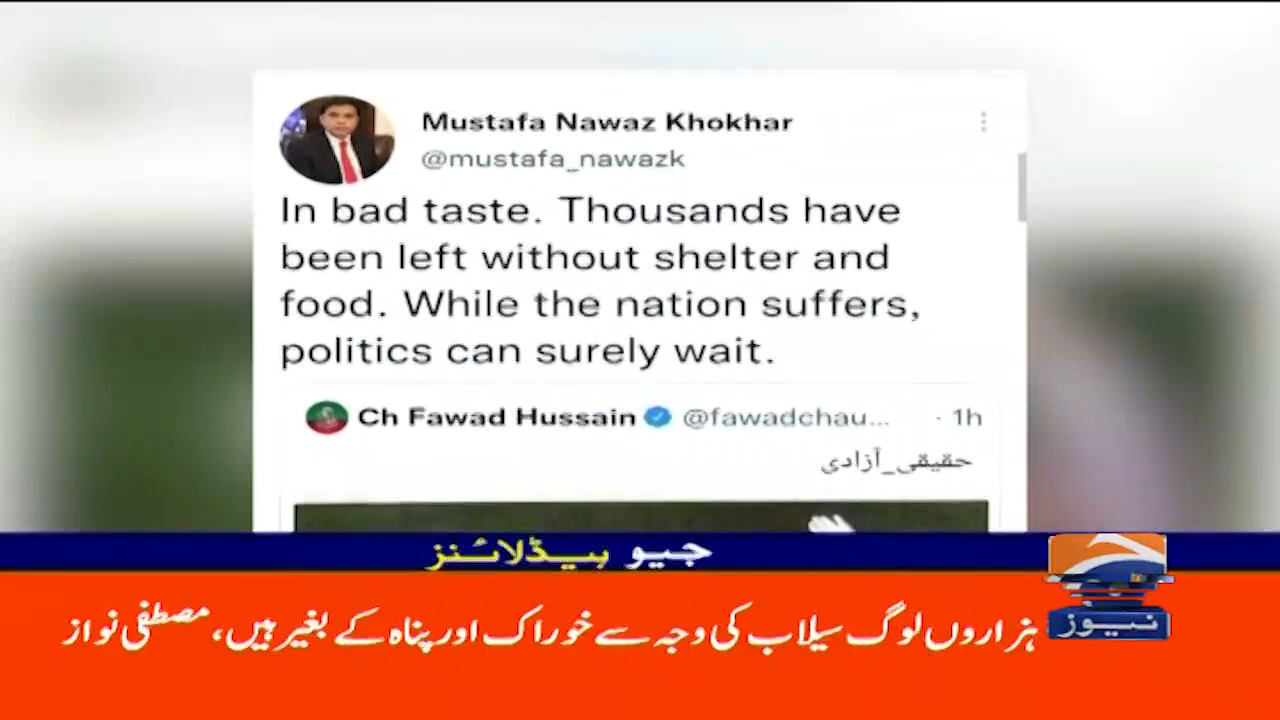 Mustafa Nawaz Khokhar
@mustafa_nawazk
In bad taste. Thousands have
been left without shelter and
food. While the nation suffers,
politics can surely wait.
Ch Fawad Hussain @fawadchau... · 1h
حقیقی_آزادی
جیو ہیڈلائنز
ہزاروں لوگ سیلاب کی وجہ سے خوراک اور پناہ کے بغیر ہیں، مصطفی نواز
نیوز